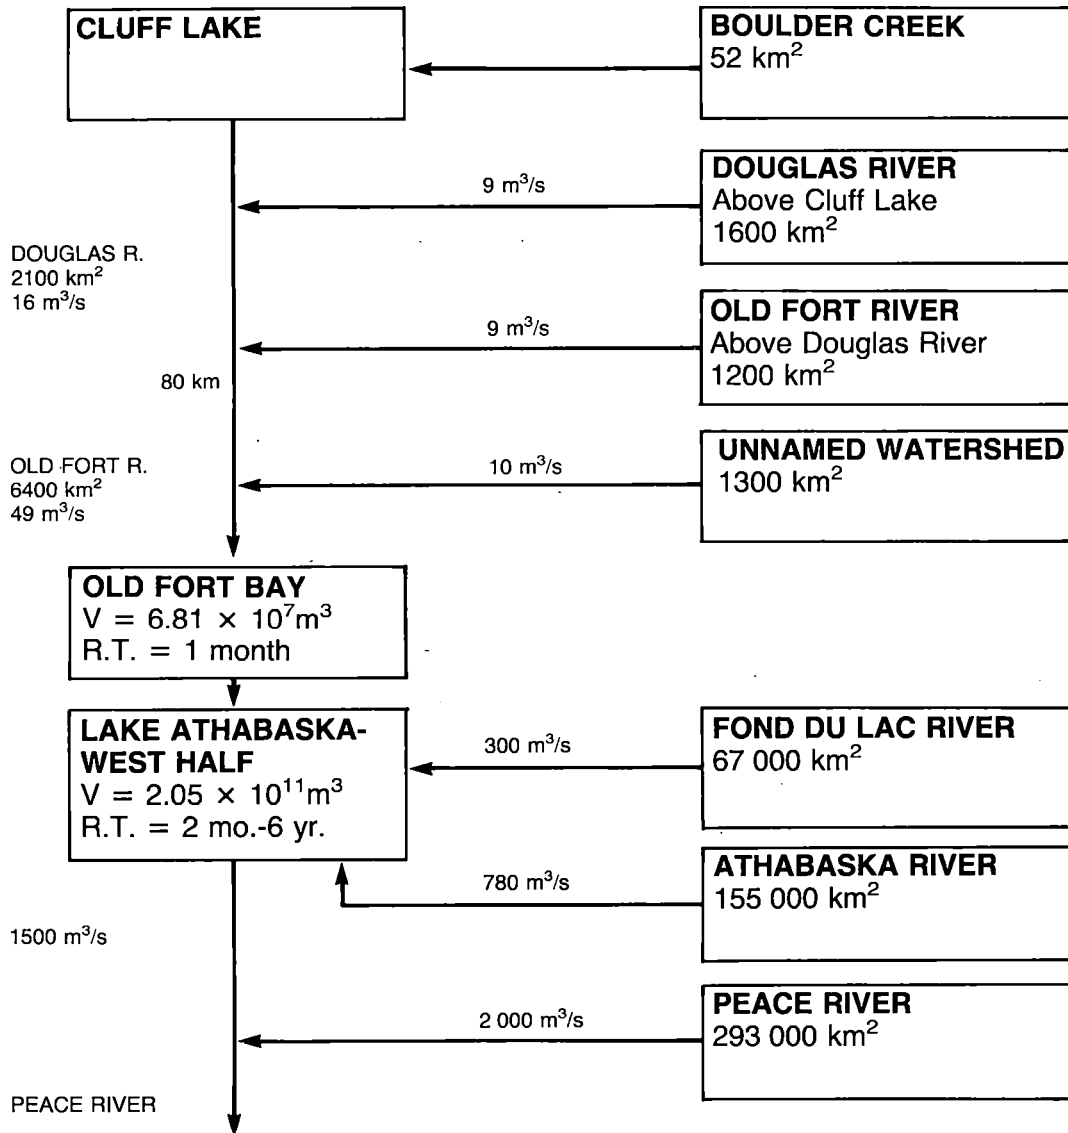 CLUFF LAKE
BOULDER CREEK
52 km²
9 m³/s
DOUGLAS RIVER
Above Cluff Lake
1600 km²
DOUGLAS R.
2100 km²
16 m³/s
9 m³/s
OLD FORT RIVER
Above Douglas River
1200 km²
80 km
OLD FORT R.
6400 km²
49 m³/s
10 m³/s
UNNAMED WATERSHED
1300 km²
OLD FORT BAY
V = 6.81 × 10⁷m³
R.T. = 1 month
LAKE ATHABASKA-
WEST HALF
V = 2.05 × 10¹¹m³
R.T. = 2 mo.-6 yr.
300 m³/s
FOND DU LAC RIVER
67 000 km²
780 m³/s
ATHABASKA RIVER
155 000 km²
1500 m³/s
2 000 m³/s
PEACE RIVER
293 000 km²
PEACE RIVER